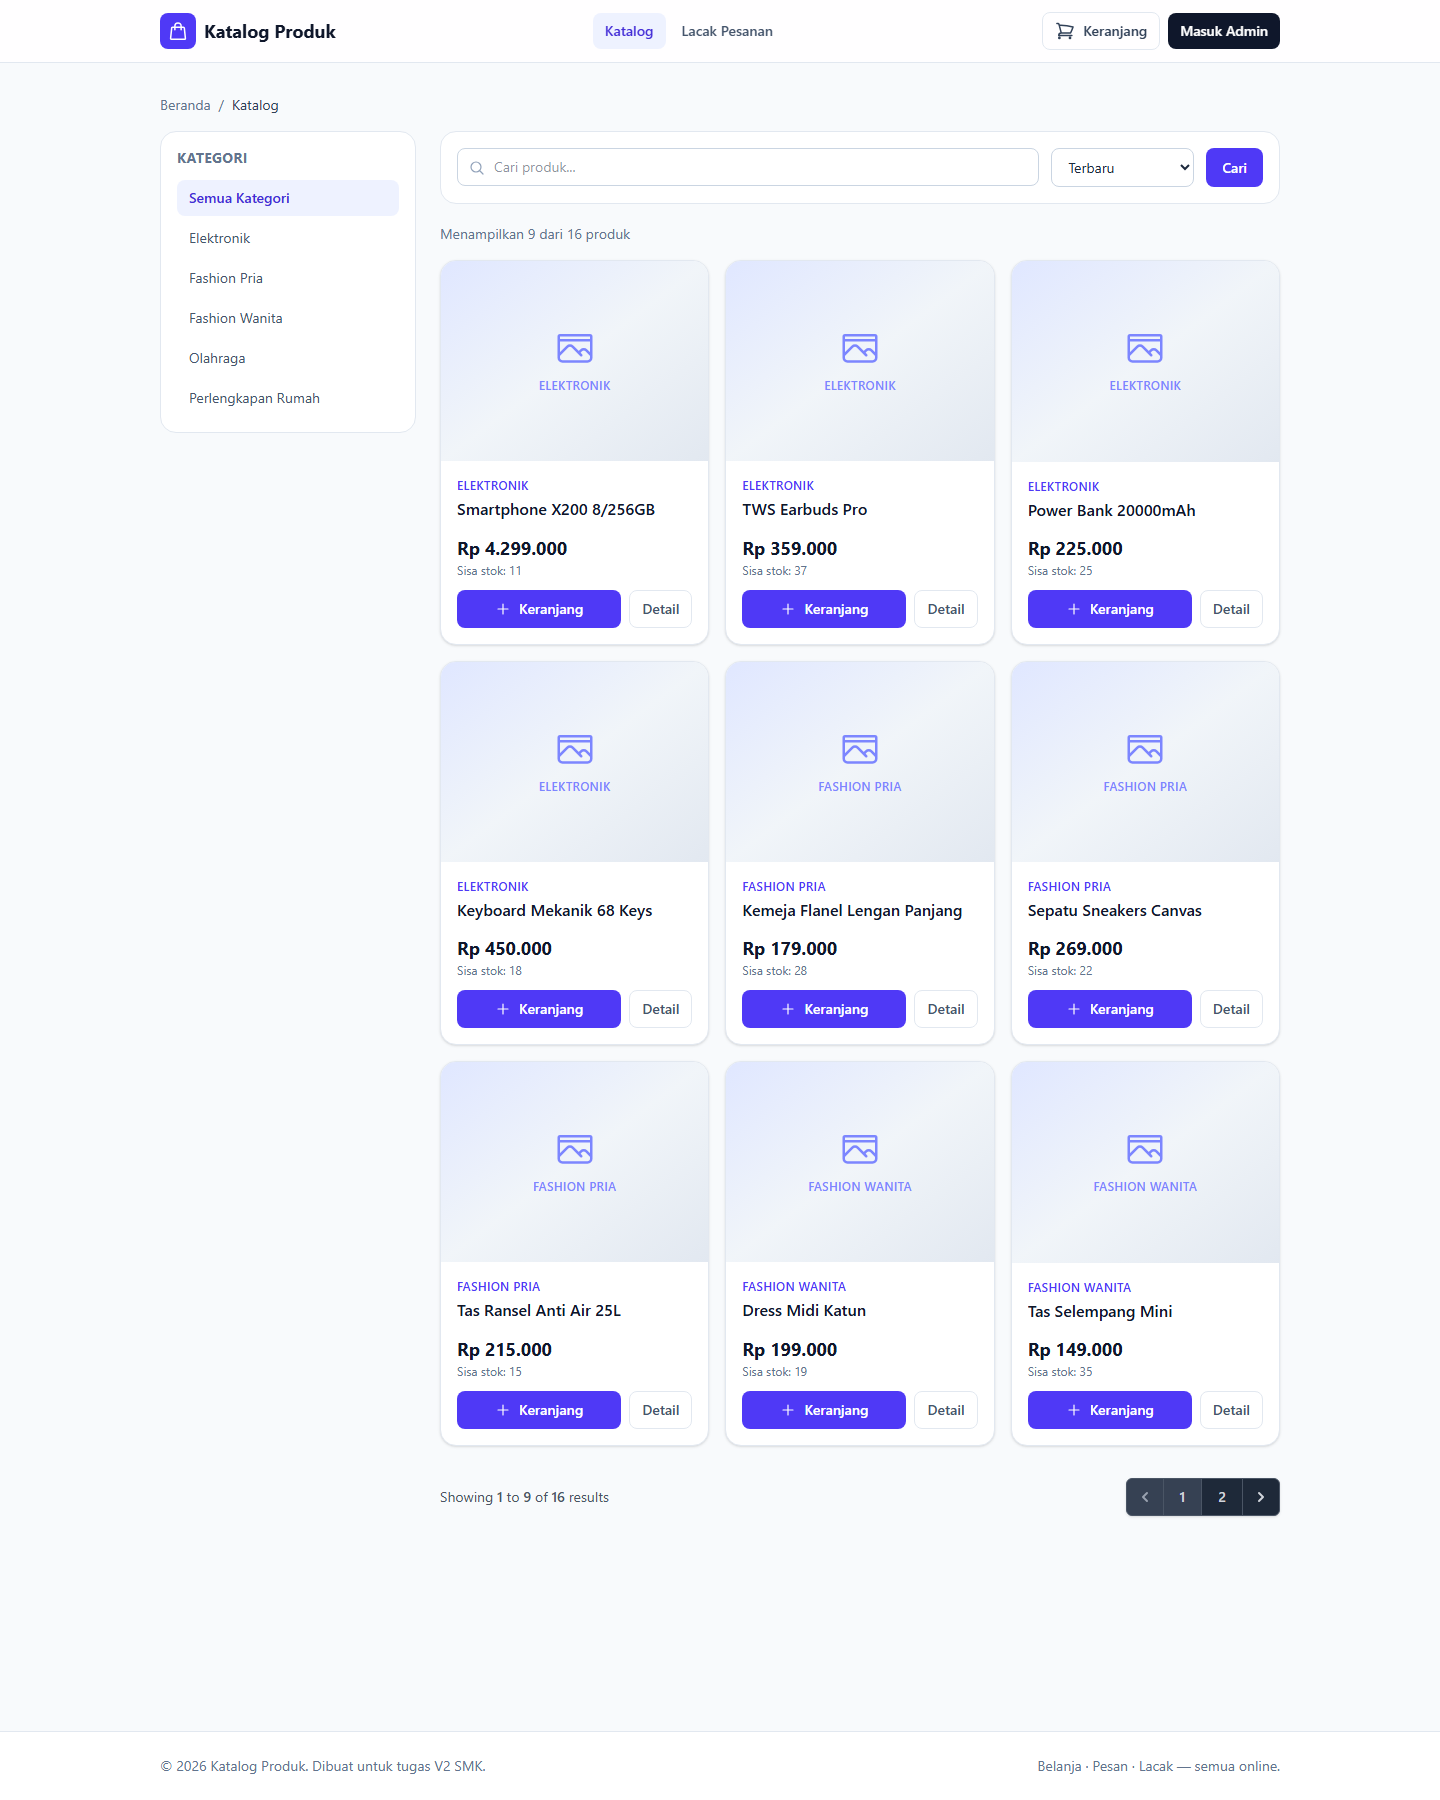 Katalog Produk
Katalog
Lacak Pesanan
Keranjang
Masuk Admin
Beranda / Katalog
KATEGORI
Semua Kategori
Elektronik
Fashion Pria
Fashion Wanita
Olahraga
Perlengkapan Rumah
Cari produk...
Terbaru
Cari
Menampilkan 9 dari 16 produk
ELEKTRONIK
ELEKTRONIK
Smartphone X200 8/256GB
Rp 4.299.000
Sisa stok: 11
Keranjang
Detail
ELEKTRONIK
ELEKTRONIK
TWS Earbuds Pro
Rp 359.000
Sisa stok: 37
Keranjang
Detail
ELEKTRONIK
ELEKTRONIK
Power Bank 20000mAh
Rp 225.000
Sisa stok: 25
Keranjang
Detail
ELEKTRONIK
ELEKTRONIK
Keyboard Mekanik 68 Keys
Rp 450.000
Sisa stok: 18
Keranjang
Detail
FASHION PRIA
FASHION PRIA
Kemeja Flanel Lengan Panjang
Rp 179.000
Sisa stok: 28
Keranjang
Detail
FASHION PRIA
FASHION PRIA
Sepatu Sneakers Canvas
Rp 269.000
Sisa stok: 22
Keranjang
Detail
FASHION PRIA
FASHION PRIA
Tas Ransel Anti Air 25L
Rp 215.000
Sisa stok: 15
Keranjang
Detail
FASHION WANITA
FASHION WANITA
Dress Midi Katun
Rp 199.000
Sisa stok: 19
Keranjang
Detail
FASHION WANITA
FASHION WANITA
Tas Selempang Mini
Rp 149.000
Sisa stok: 35
Keranjang
Detail
Showing 1 to 9 of 16 results
1
2
© 2026 Katalog Produk. Dibuat untuk tugas V2 SMK.
Belanja · Pesan · Lacak — semua online.